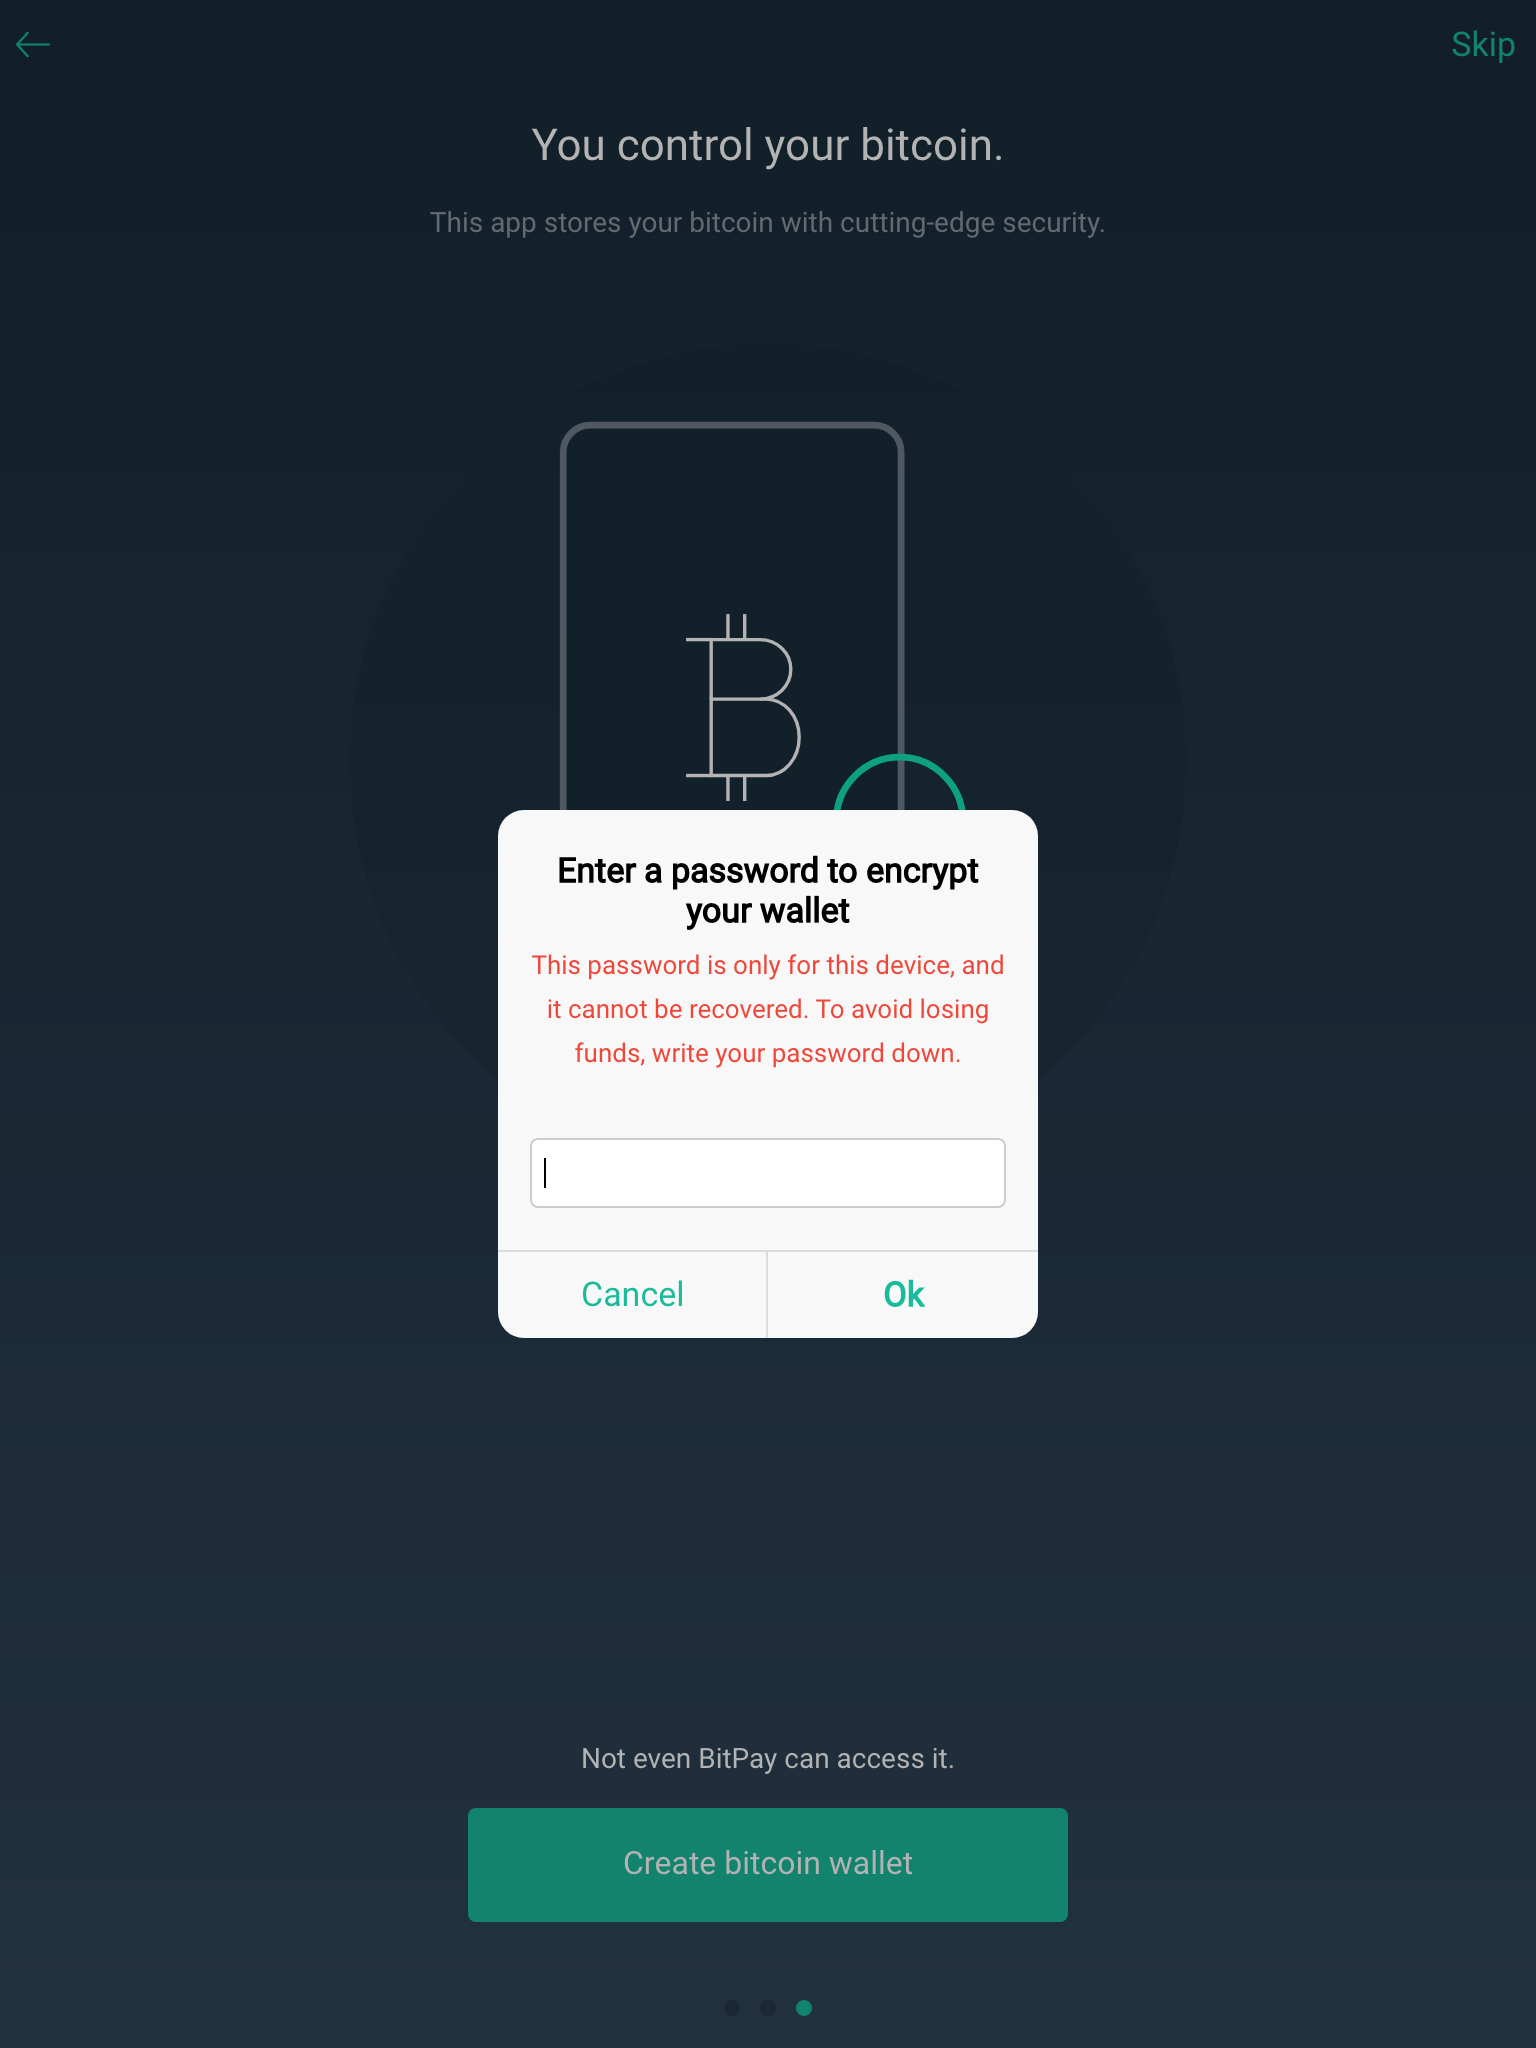 Skip
You control your bitcoin.
This app stores your bitcoin with cutting-edge security.
Enter a password to encrypt
your wallet
This password is only for this device, and
it cannot be recovered. To avoid losing
funds, write your password down.
Cancel
Ok
Not even BitPay can access it.
Create bitcoin wallet